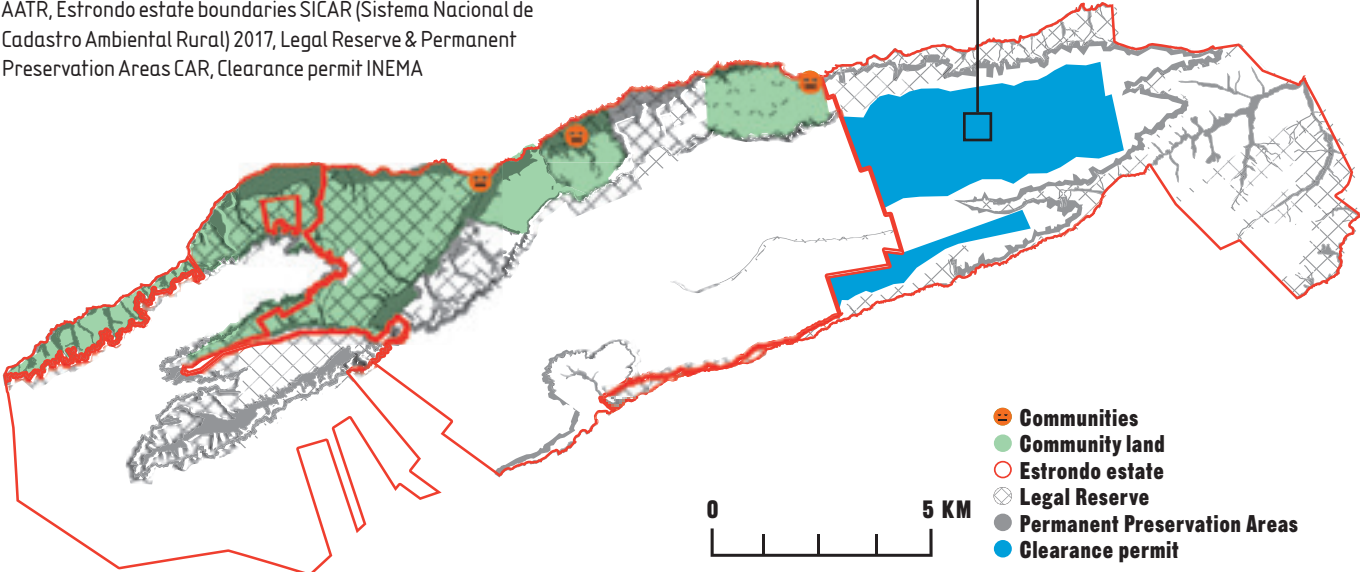 AATR, Estrondo estate boundaries SICAR (Sistema Nacional de
Cadastro Ambiental Rural) 2017, Legal Reserve & Permanent
Preservation Areas CAR, Clearance permit INEMA
Communities
Community land
Estrondo estate
Legal Reserve
Permanent Preservation Areas
Clearance permit
0 5 KM